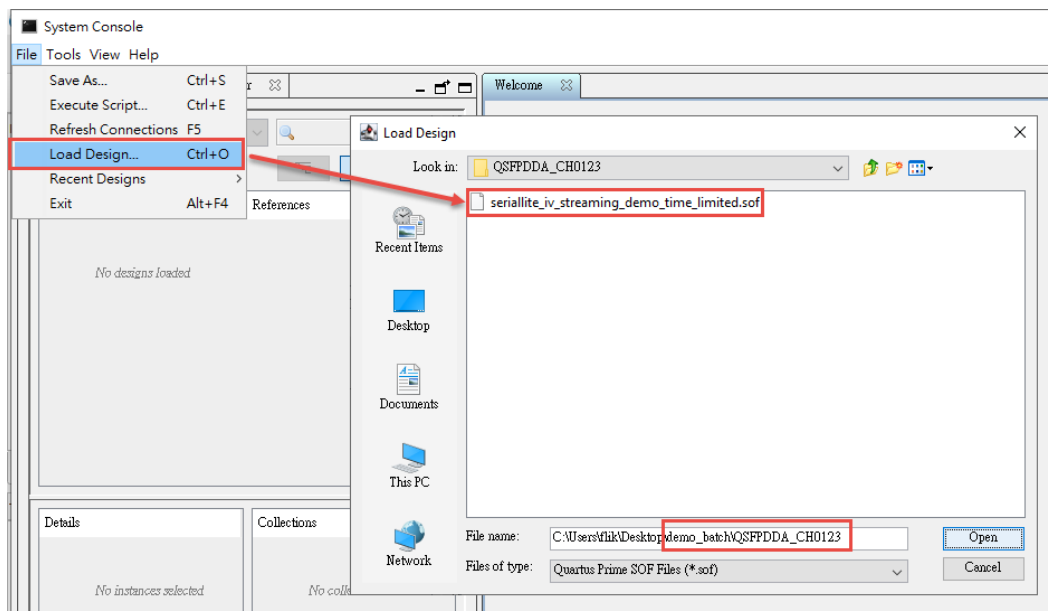 System Console
File Tools View Help
Save As... Ctrl+S
Execute Script... Ctrl+E
Refresh Connections F5
Load Design... Ctrl+O
Recent Designs
Exit Alt+F4
r
Welcome
References
No designs loaded
Load Design
Look in: QSFPDDA_CH0123
seriallite_iv_streaming_demo_time_limited.sof
Recent Items
Desktop
Documents
This PC
Network
File name: C:\Users\flik\Desktop\demo_batch\QSFPDDA_CH0123
Open
Files of type: Quartus Prime SOF Files (*.sof)
Cancel
Details
Collections
No instances selected
No colle